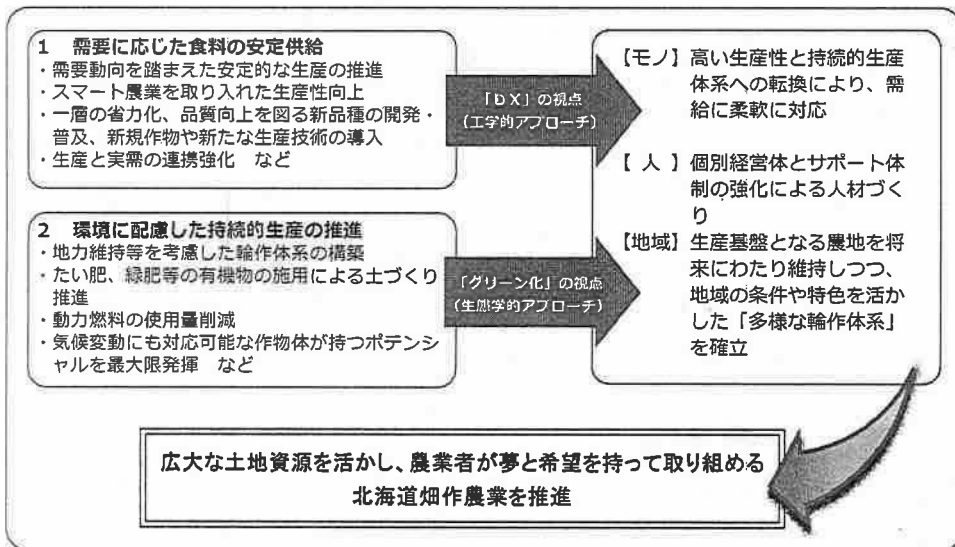 1 需要に応じた食料の安定供給
・需要動向を踏まえた安定的な生産の推進
・スマート農業を取り入れた生産性向上
・一層の省力化、品質向上を図る新品種の開発・
普及、新規作物や新たな生産技術の導入
・生産と実需の連携強化 など
「DX」の視点
(工学的アプローチ)
2 環境に配慮した持続的生産の推進
・地力維持等を考慮した輪作体系の構築
・たい肥、緑肥等の有機物の施用による土づくり
推進
・動力燃料の使用量削減
・気候変動にも対応可能な作物体が持つポテンシ
ャルを最大限発揮 など
「グリーン化」の視点
(生態学的アプローチ)
【モノ】高い生産性と持続的生産
体系への転換により、需
給に柔軟に対応
【 人 】個別経営体とサポート体
制の強化による人材づく
り
【地域】生産基盤となる農地を将
来にわたり維持しつつ、
地域の条件や特色を活か
した「多様な輪作体系」
を確立
広大な土地資源を活かし、農業者が夢と希望を持って取り組める
北海道畑作農業を推進